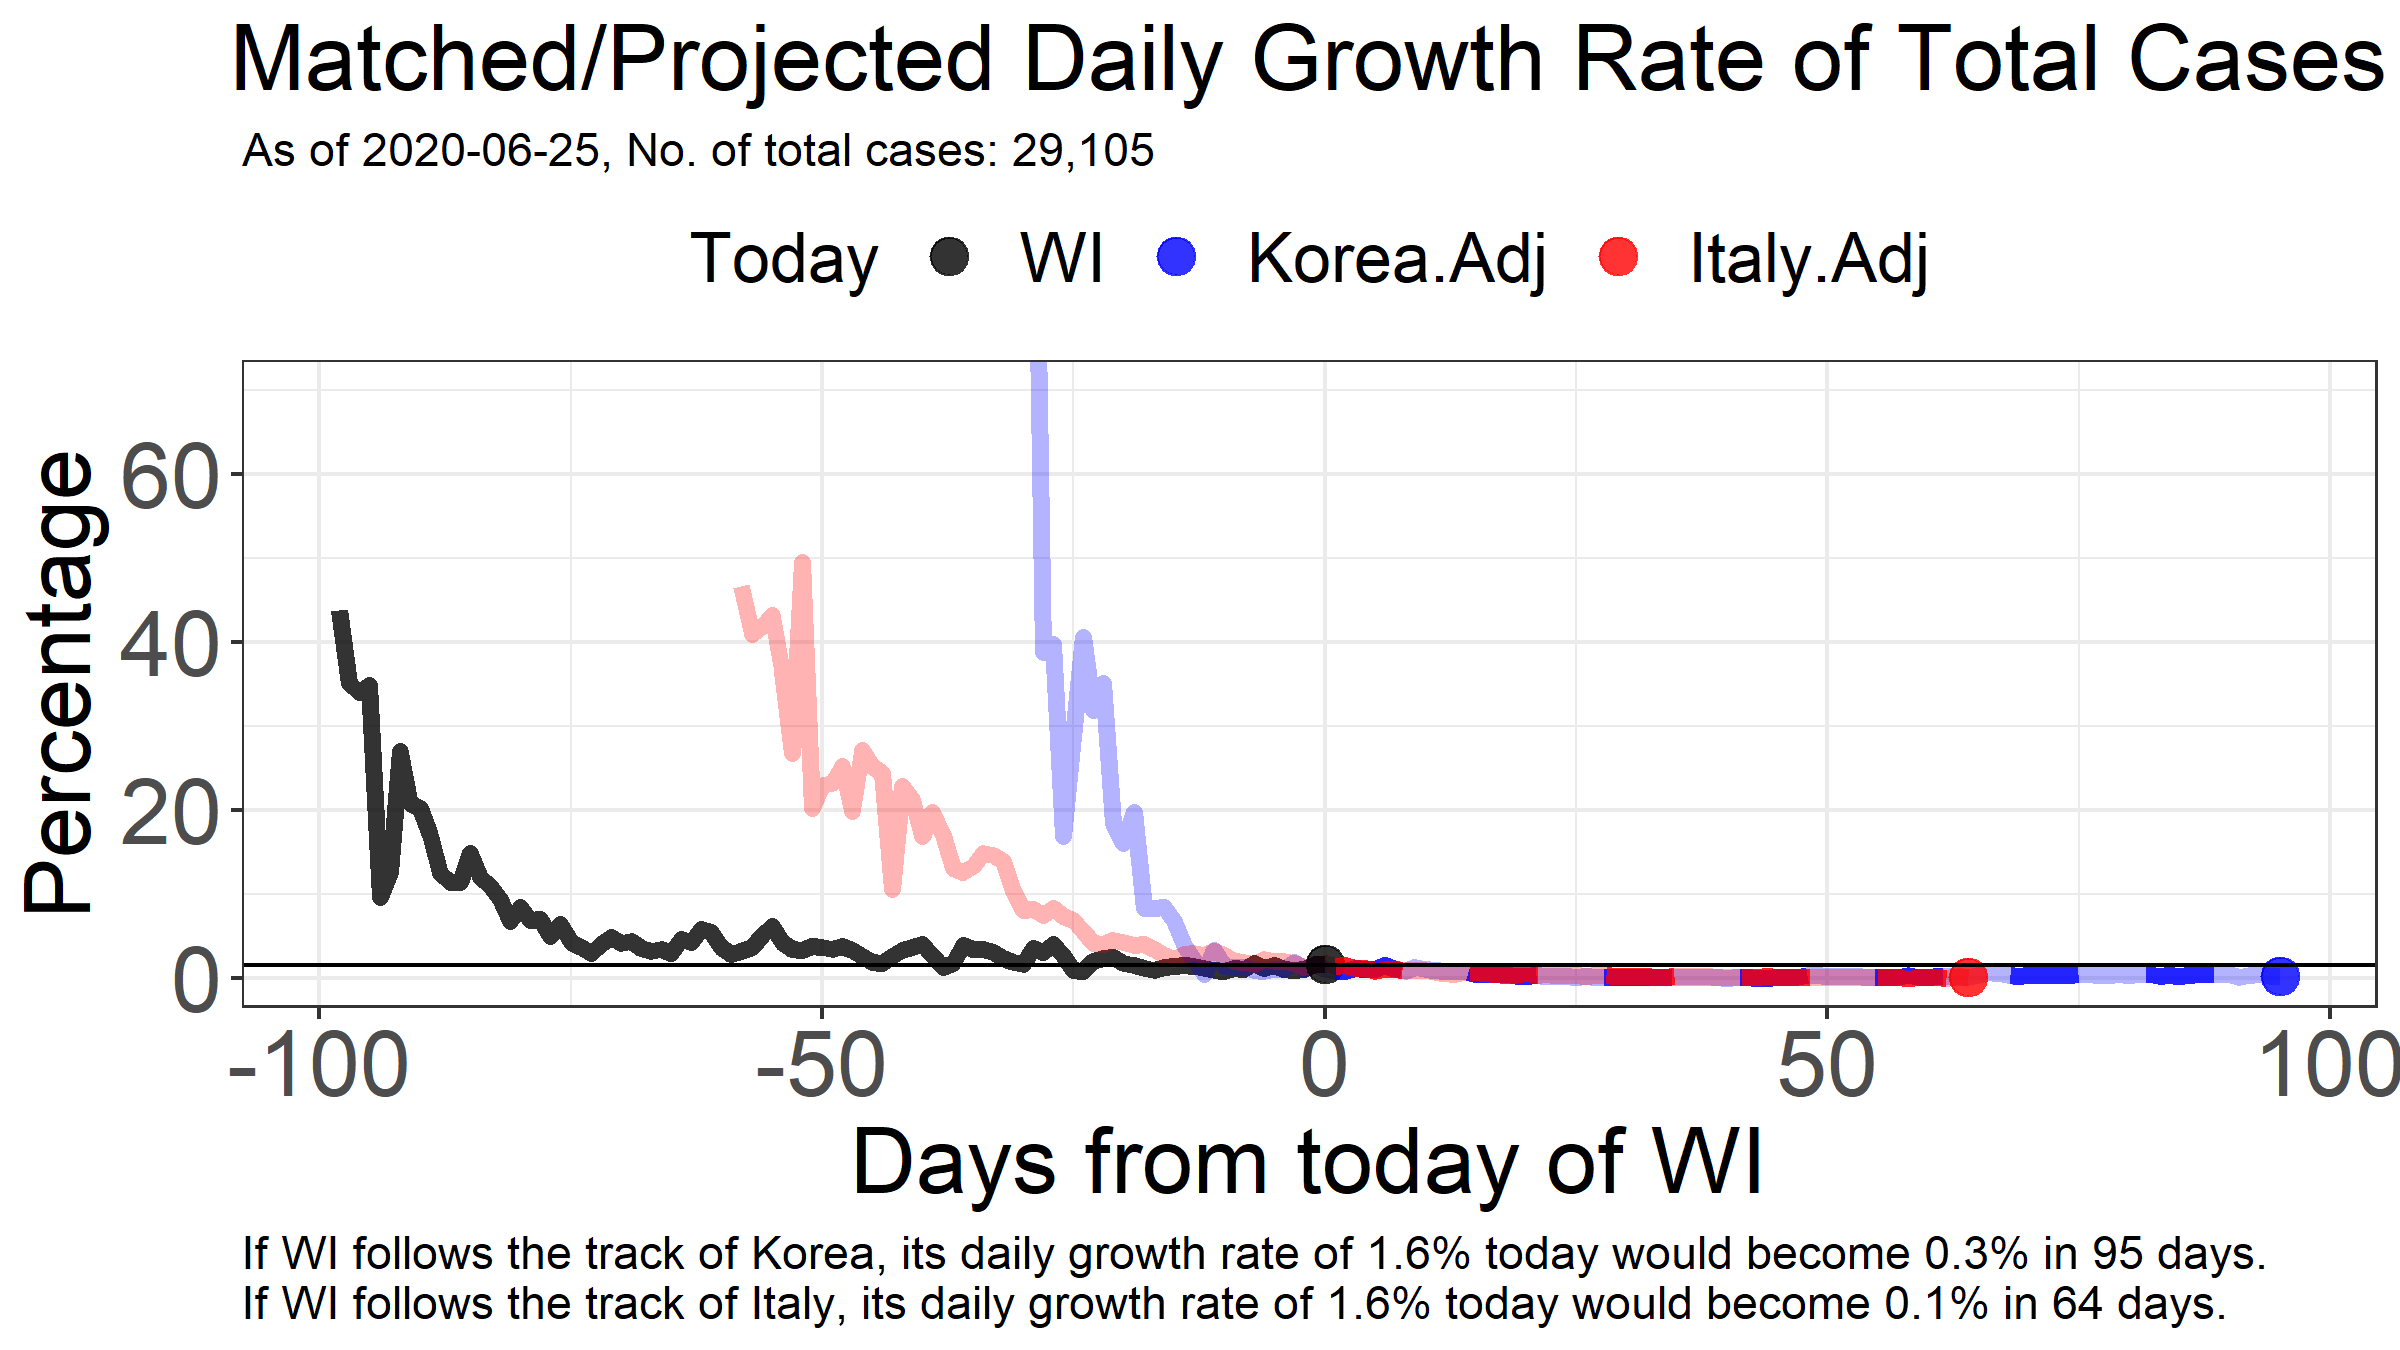 Matched/Projected Daily Growth Rate of Total Cases
As of 2020-06-25, No. of total cases: 29,105
Today WI Korea.Adj Italy.Adj
Percentage
60
40
20
0
-100 -50 0 50 100
Days from today of WI
If WI follows the track of Korea, its daily growth rate of 1.6% today would become 0.3% in 95 days.
If WI follows the track of Italy, its daily growth rate of 1.6% today would become 0.1% in 64 days.